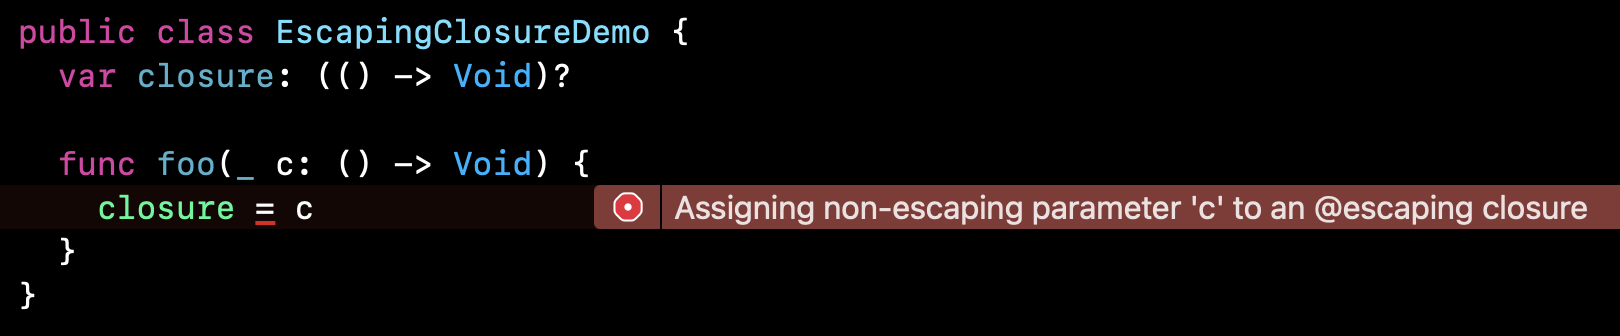 public class EscapingClosureDemo {
  var closure: (() -> Void)?

  func foo(_ c: () -> Void) {
    closure = c Assigning non-escaping parameter 'c' to an @escaping closure
  }
}